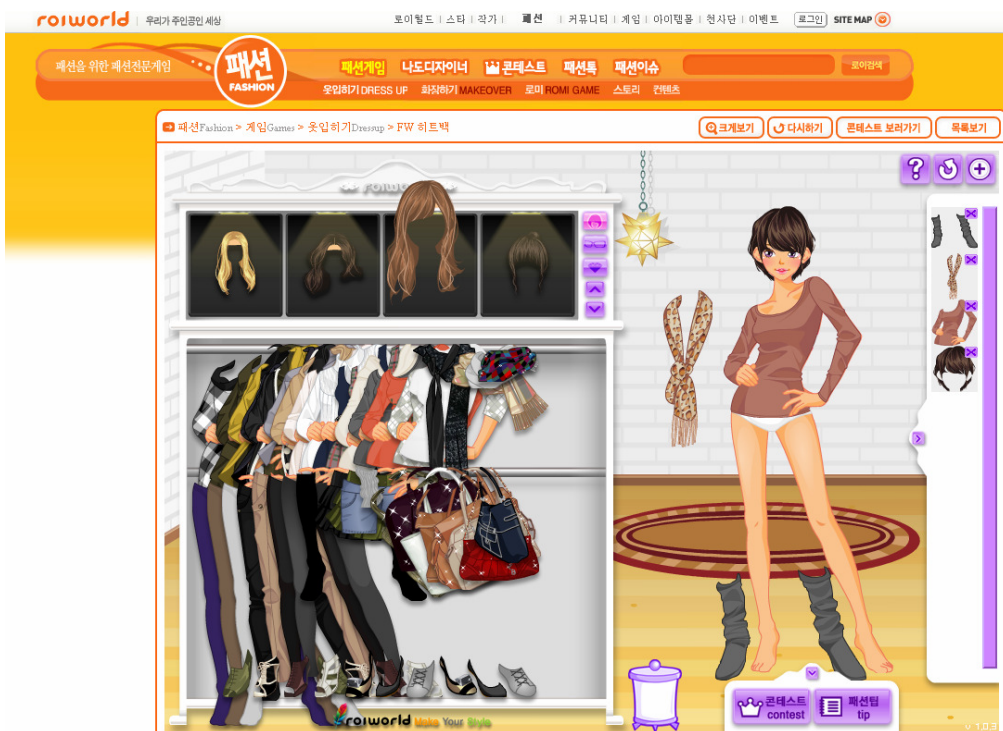 roiworld | 우리가 주인공인 세상
로이월드 | 스타 | 작가 | 패션 | 커뮤니티 | 게임 | 아이템몰 | 천사단 | 이벤트 로그인 SITE MAP
패션을 위한 패션전문게임
패션
FASHION
패션게임 나도디자이너 콘테스트 패션톡 패션이슈
로이검색
옷입히기 DRESS UP 화장하기 MAKEOVER 로미 ROMI GAME 스토리 컨텐츠
패션Fashion > 게임Games > 옷입히기Dressup > FW 히트백
크게보기 다시하기 콘테스트 보러가기 목록보기
roiworld
?
콘테스트
contest
패션팁
tip
roiworld Make Your Style
v 1.0.3